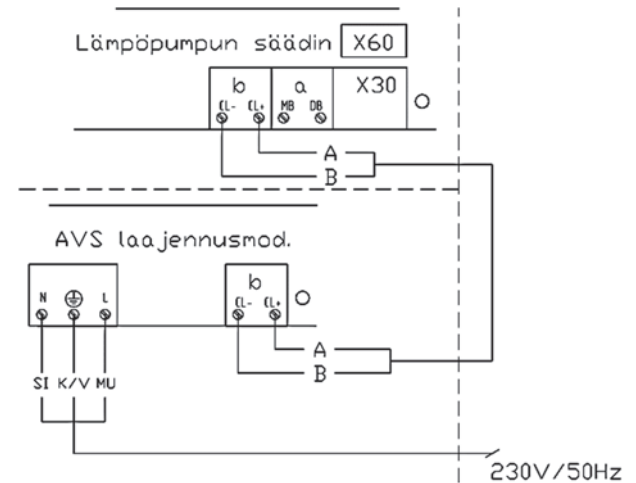 Lämpöpumpun säädin X60
b a X30
CL- CL+ MB DB
A
B
AVS laajennusmod.
b
N L CL- CL+
A
B
SI K/V MU
230V/50Hz